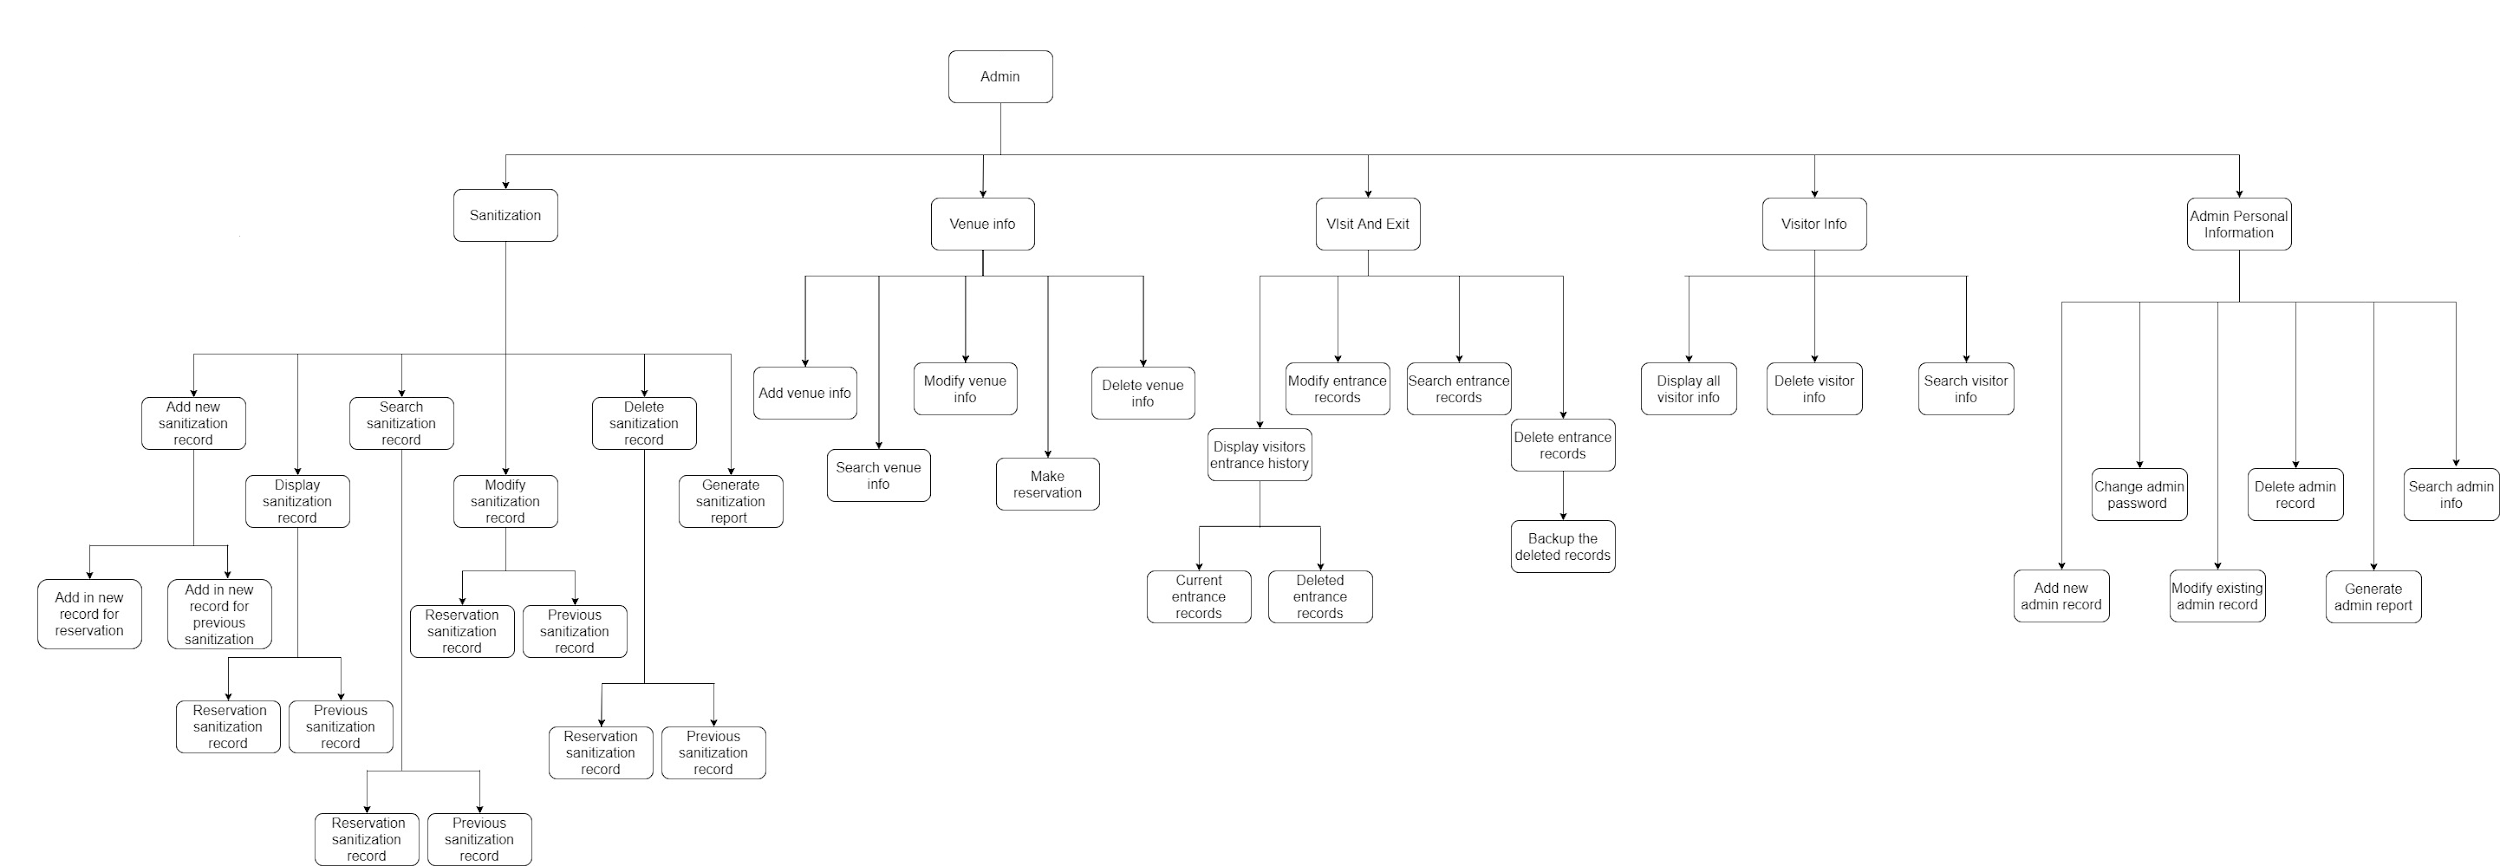 Admin
Sanitization
Venue info
VIsit And Exit
Visitor Info
Admin Personal
Information
Add new
sanitization
record
Display
sanitization
record
Search
sanitization
record
Modify
sanitization
record
Delete
sanitization
record
Generate
sanitization
report
Add venue info
Search venue
info
Modify venue
info
Make
reservation
Delete venue
info
Display visitors
entrance history
Modify entrance
records
Search entrance
records
Delete entrance
records
Backup the
deleted records
Display all
visitor info
Delete visitor
info
Search visitor
info
Add new
admin record
Change admin
password
Modify existing
admin record
Delete admin
record
Generate
admin report
Search admin
info
Add in new
record for
reservation
Add in new
record for
previous
sanitization
Reservation
sanitization
record
Previous
sanitization
record
Current
entrance
records
Deleted
entrance
records
Reservation
sanitization
record
Previous
sanitization
record
Reservation
sanitization
record
Previous
sanitization
record
Reservation
sanitization
record
Previous
sanitization
record